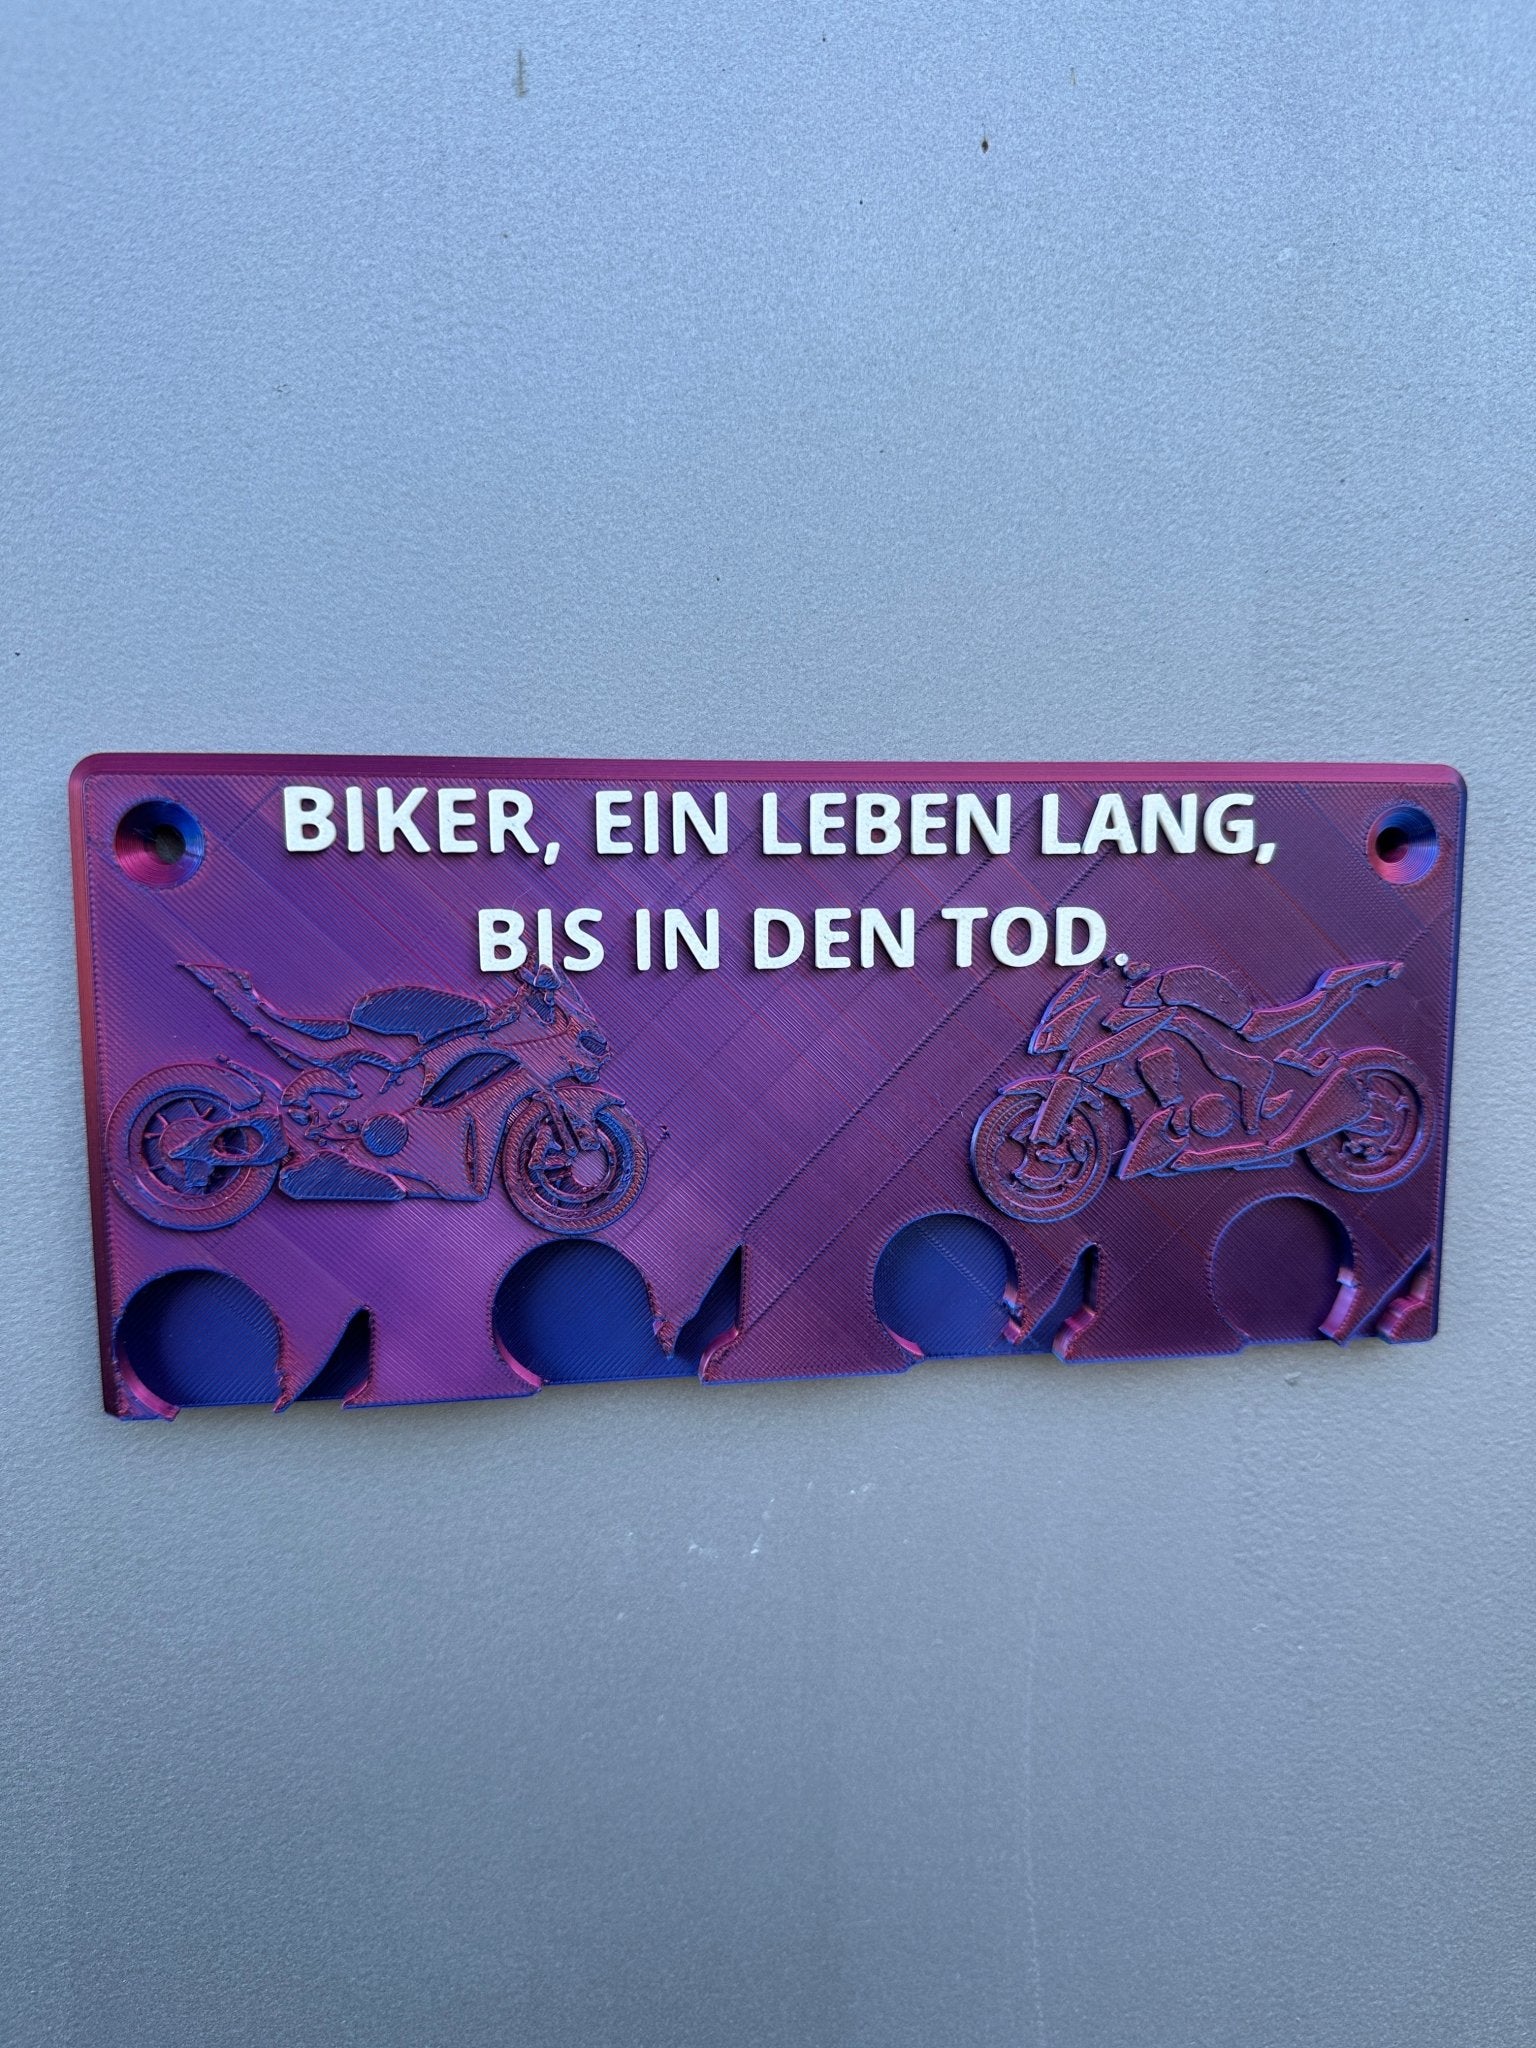 BIKER, EIN LEBEN LANG,
BIS IN DEN TOD.